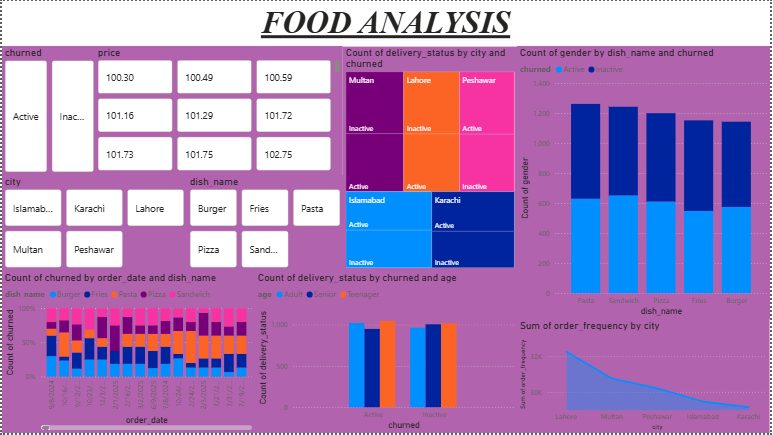 FOOD ANALYSIS
churned
Active
Inac...
price
100.30
100.49
100.59
101.16
101.29
101.72
101.73
101.75
102.75
city
Islamab...
Karachi
Lahore
Multan
Peshawar
dish_name
Burger
Fries
Pasta
Pizza
Sand...
Count of delivery_status by city and
churned
Multan
Inactive
Active
Lahore
Inactive
Active
Peshawar
Active
Inactive
Islamabad
Active
Inactive
Karachi
Active
Inactive
Count of gender by dish_name and churned
churned Active Inactive
Count of gender
1,400
1,200
1,000
800
600
400
200
0
Pasta Sandwich Pizza Fries Burger
dish_name
Count of churned by order_date and dish_name
dish_name Burger Fries Pasta Pizza Sandwich
Count of churned
100%
50%
0%
order_date
Count of delivery_status by churned and age
age Adult Senior Teenager
Count of delivery_status
1,000
500
0
Active Inactive
churned
Sum of order_frequency by city
Sum of order_frequency
Lahore Multan Peshawar Islamabad Karachi
city